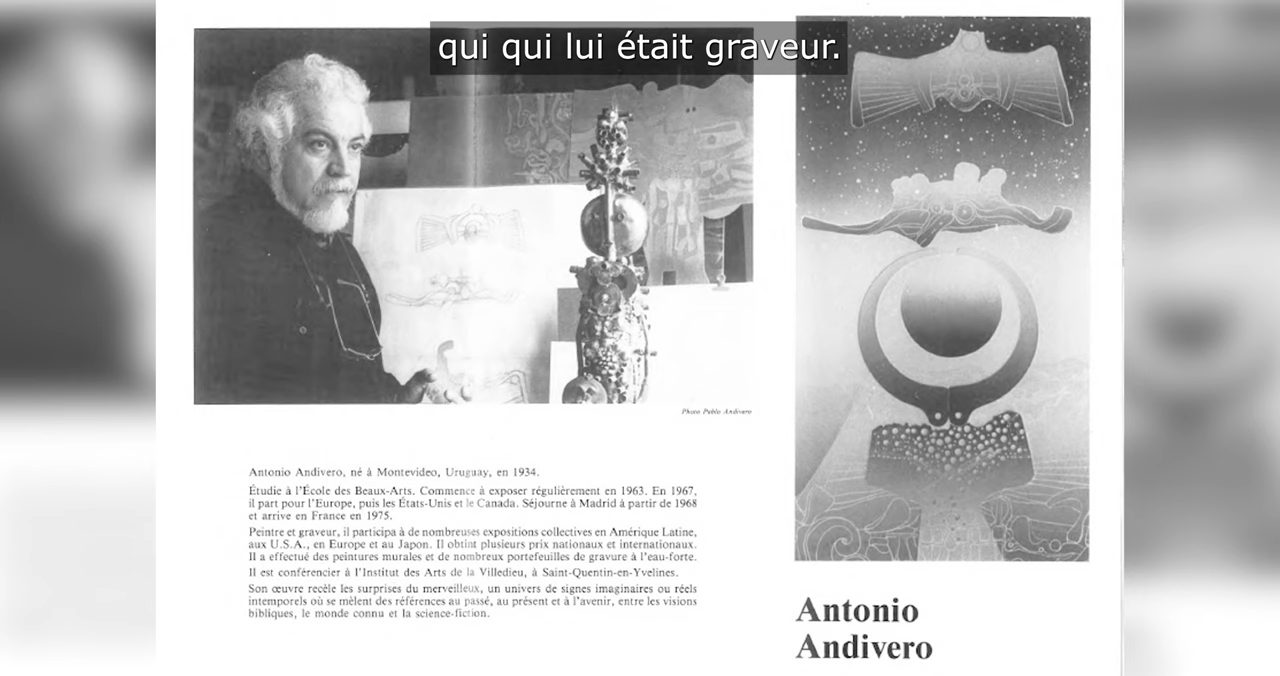 qui qui lui était graveur.
Photo Pablo Andivero
Antonio Andivero, né à Montevideo, Uruguay, en 1934.
Étudie à l'École des Beaux-Arts. Commence à exposer régulièrement en 1963. En 1967,
il part pour l'Europe, puis les États-Unis et le Canada. Séjourne à Madrid à partir de 1968
et arrive en France en 1975.
Peintre et graveur, il participa à de nombreuses expositions collectives en Amérique Latine,
aux U.S.A., en Europe et au Japon. Il obtint plusieurs prix nationaux et internationaux.
Il a effectué des peintures murales et de nombreux portefeuilles de gravure à l'eau-forte.
Il est conférencier à l'Institut des Arts de la Villedieu, à Saint-Quentin-en-Yvelines.
Son œuvre recèle les surprises du merveilleux, un univers de signes imaginaires ou réels
intemporels où se mêlent des références au passé, au présent et à l'avenir, entre les visions
bibliques, le monde connu et la science-fiction.
Antonio
Andivero